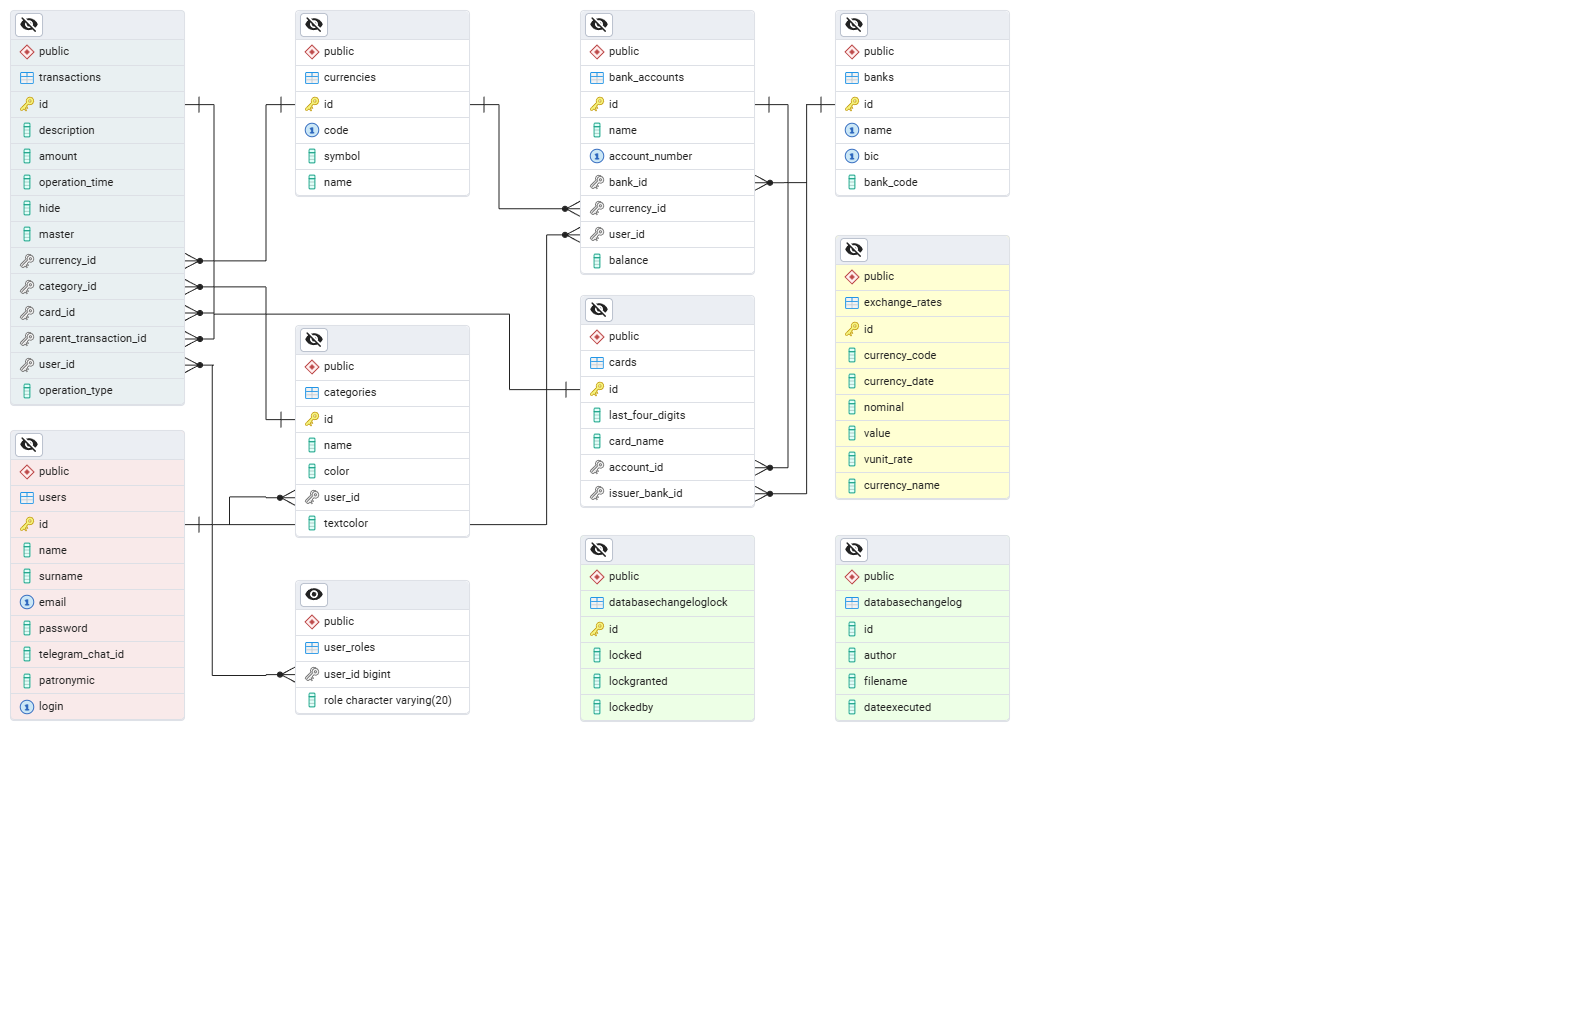 public
transactions
id
description
amount
operation_time
hide
master
currency_id
category_id
card_id
parent_transaction_id
user_id
operation_type
public
users
id
name
surname
email
password
telegram_chat_id
patronymic
login
public
currencies
id
code
symbol
name
public
categories
id
name
color
user_id
textcolor
public
user_roles
user_id bigint
role character varying(20)
public
bank_accounts
id
name
account_number
bank_id
currency_id
user_id
balance
public
cards
id
last_four_digits
card_name
account_id
issuer_bank_id
public
databasechangeloglock
id
locked
lockgranted
lockedby
public
banks
id
name
bic
bank_code
public
exchange_rates
id
currency_code
currency_date
nominal
value
vunit_rate
currency_name
public
databasechangelog
id
author
filename
dateexecuted